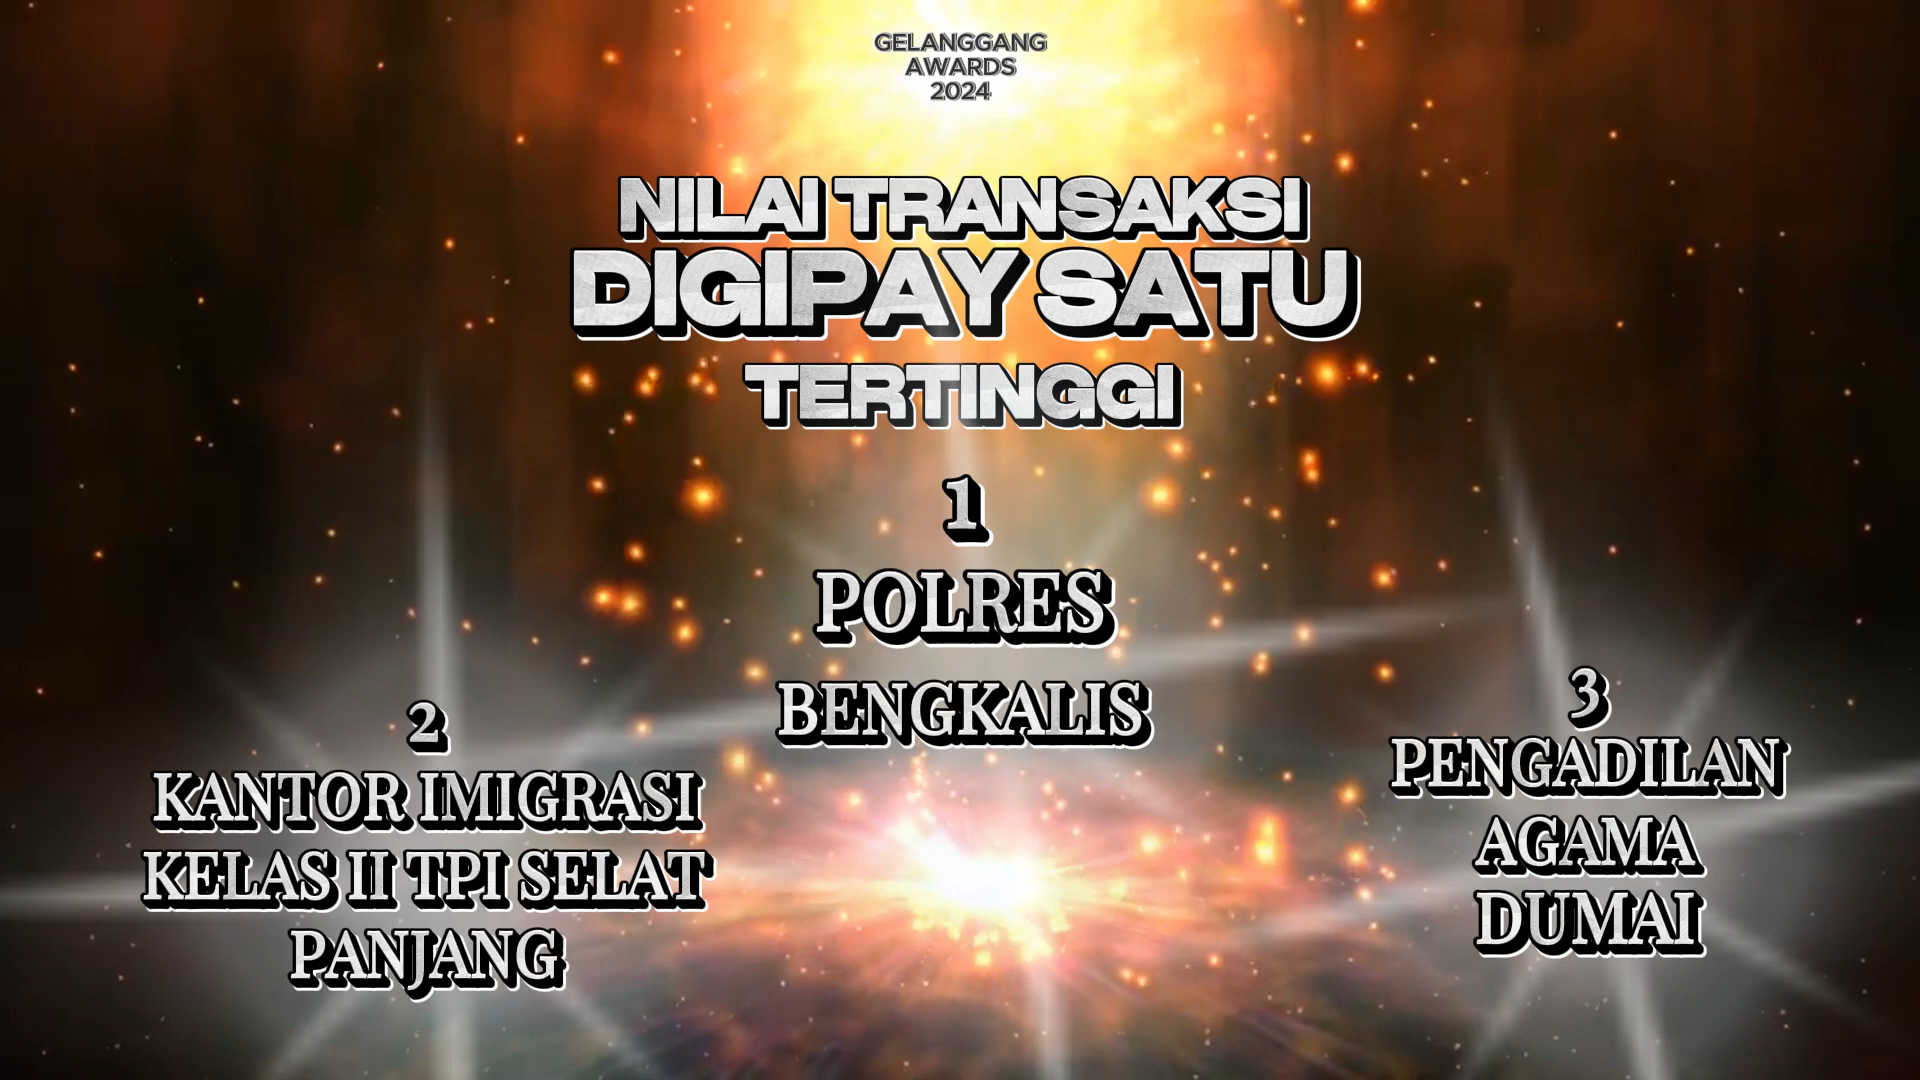 GELANGGANG
AWARDS
2024
NILAI TRANSAKSI
DIGIPAY SATU
TERTINGGI
1
POLRES
BENGKALIS
2
KANTOR IMIGRASI
KELAS II TPI SELAT
PANJANG
3
PENGADILAN
AGAMA
DUMAI